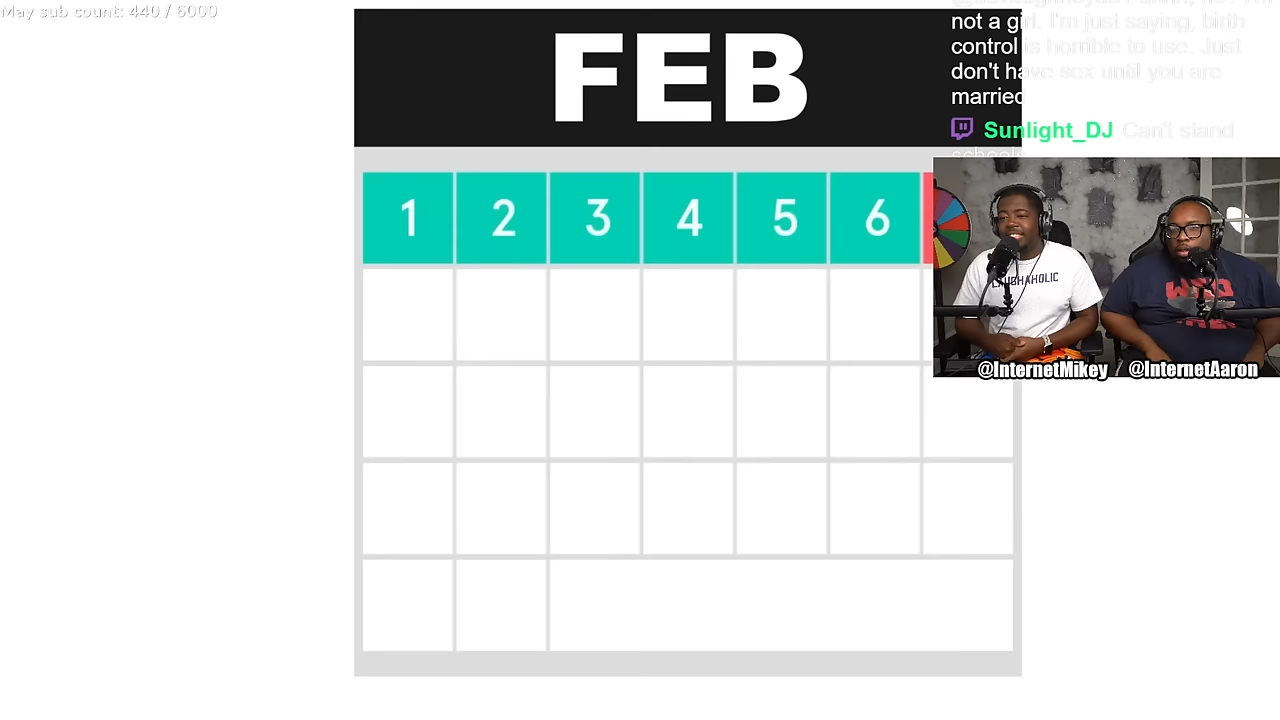 May sub count: 440 / 6000
FEB
1 2 3 4 5 6
not a girl. I'm just saying, birth
control is horrible to use. Just
don't have sex until you are
married
Sunlight_DJ Can't stand
schools
LAUGHAHOLIC
@InternetMikey / @InternetAaron